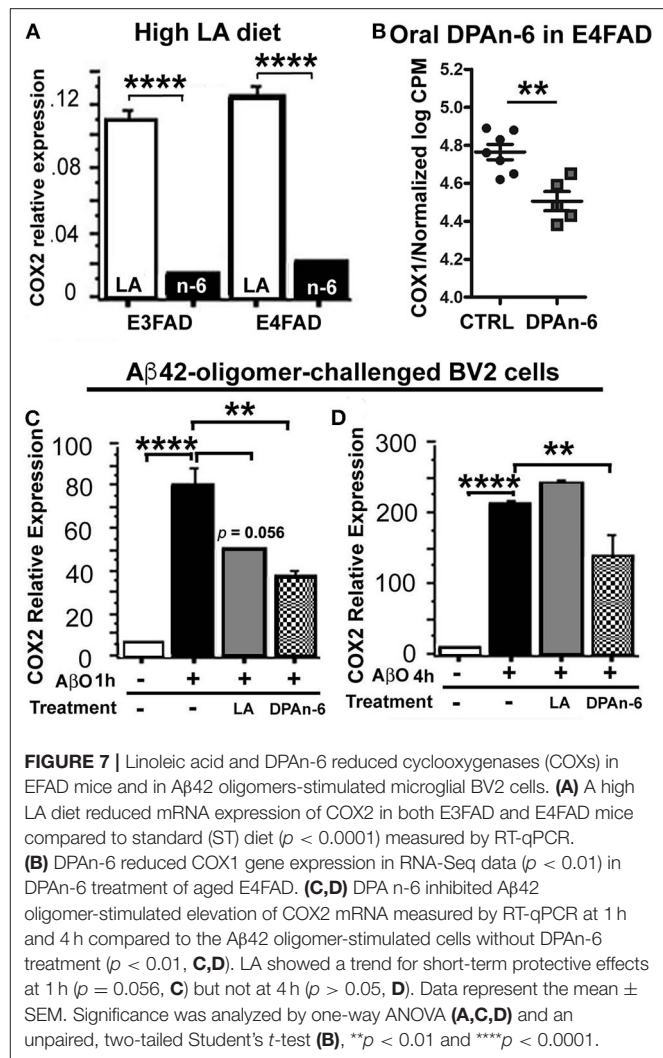 A High LA diet
COX2 relative expression
.12
.08
.04
0
****
****
LA
n-6
LA
n-6
E3FAD
E4FAD
B Oral DPAn-6 in E4FAD
COX1/Normalized log CPM
5.2
5.0
4.8
4.6
4.4
4.2
4.0
**
CTRL DPAn-6
Aβ42-oligomer-challenged BV2 cells
C
COX2 Relative Expression
100
80
60
40
20
0
****
**
p = 0.056
AβO 1h - + + +
Treatment - - LA DPAn-6
D
COX2 Relative Expression
300
200
100
0
****
**
AβO 4h - + + +
Treatment - - LA DPAn-6
FIGURE 7 | Linoleic acid and DPAn-6 reduced cyclooxygenases (COXs) in
EFAD mice and in Aβ42 oligomers-stimulated microglial BV2 cells. (A) A high
LA diet reduced mRNA expression of COX2 in both E3FAD and E4FAD mice
compared to standard (ST) diet (p < 0.0001) measured by RT-qPCR.
(B) DPAn-6 reduced COX1 gene expression in RNA-Seq data (p < 0.01) in
DPAn-6 treatment of aged E4FAD. (C,D) DPA n-6 inhibited Aβ42
oligomer-stimulated elevation of COX2 mRNA measured by RT-qPCR at 1 h
and 4 h compared to the Aβ42 oligomer-stimulated cells without DPAn-6
treatment (p < 0.01, C,D). LA showed a trend for short-term protective effects
at 1 h (p = 0.056, C) but not at 4 h (p > 0.05, D). Data represent the mean ±
SEM. Significance was analyzed by one-way ANOVA (A,C,D) and an
unpaired, two-tailed Student's t-test (B), **p < 0.01 and ****p < 0.0001.